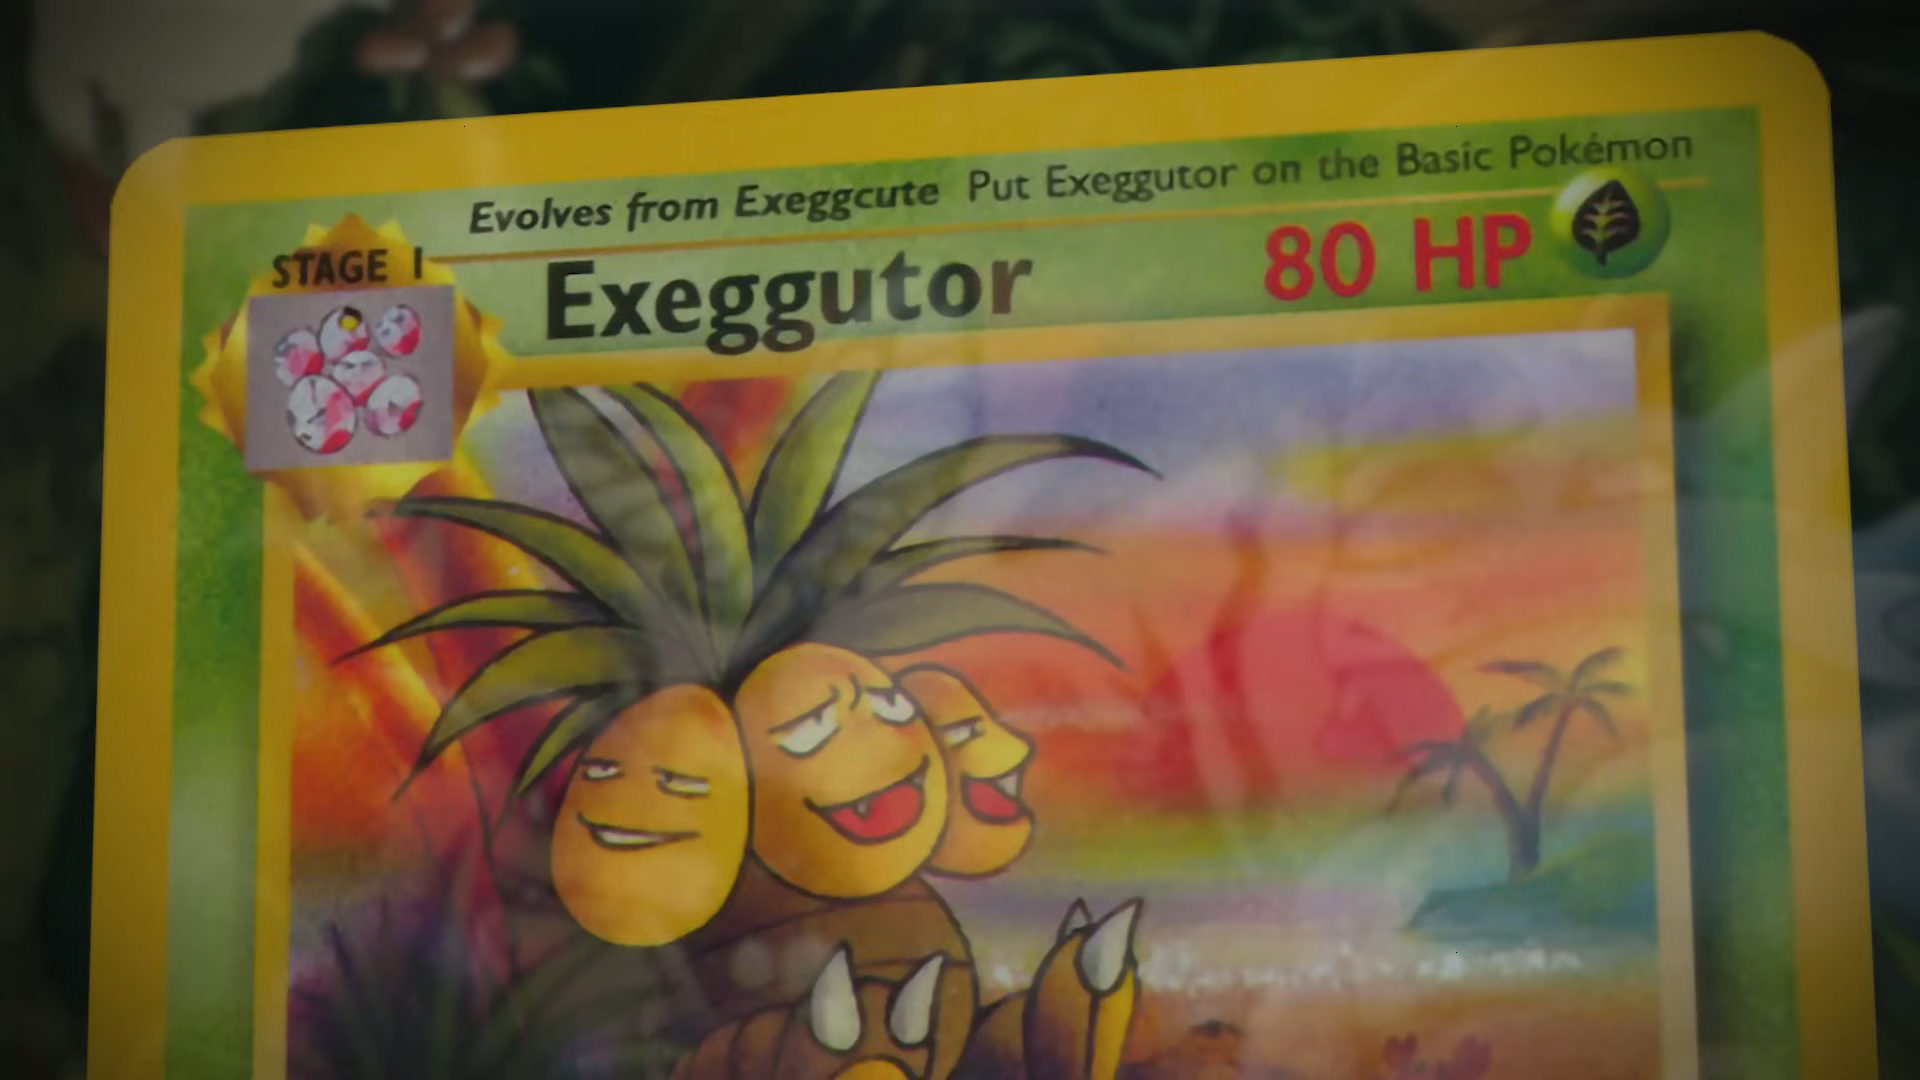 Evolves from Exeggcute Put Exeggutor on the Basic Pokémon
STAGE 1
Exeggutor 80 HP